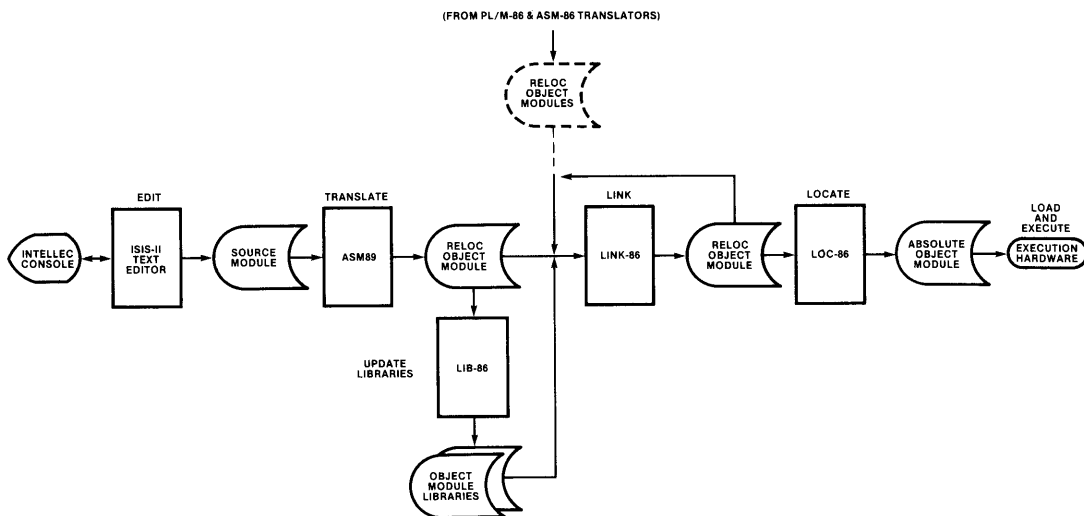 (FROM PL/M-86 & ASM-86 TRANSLATORS)
RELOC
OBJECT
MODULES
EDIT
TRANSLATE
LINK
LOCATE
LOAD
AND
EXECUTE
INTELLEC
CONSOLE
ISIS-II
TEXT
EDITOR
SOURCE
MODULE
ASM89
RELOC
OBJECT
MODULE
LINK-86
RELOC
OBJECT
MODULE
LOC-86
ABSOLUTE
OBJECT
MODULE
EXECUTION
HARDWARE
UPDATE
LIBRARIES
LIB-86
OBJECT
MODULE
LIBRARIES